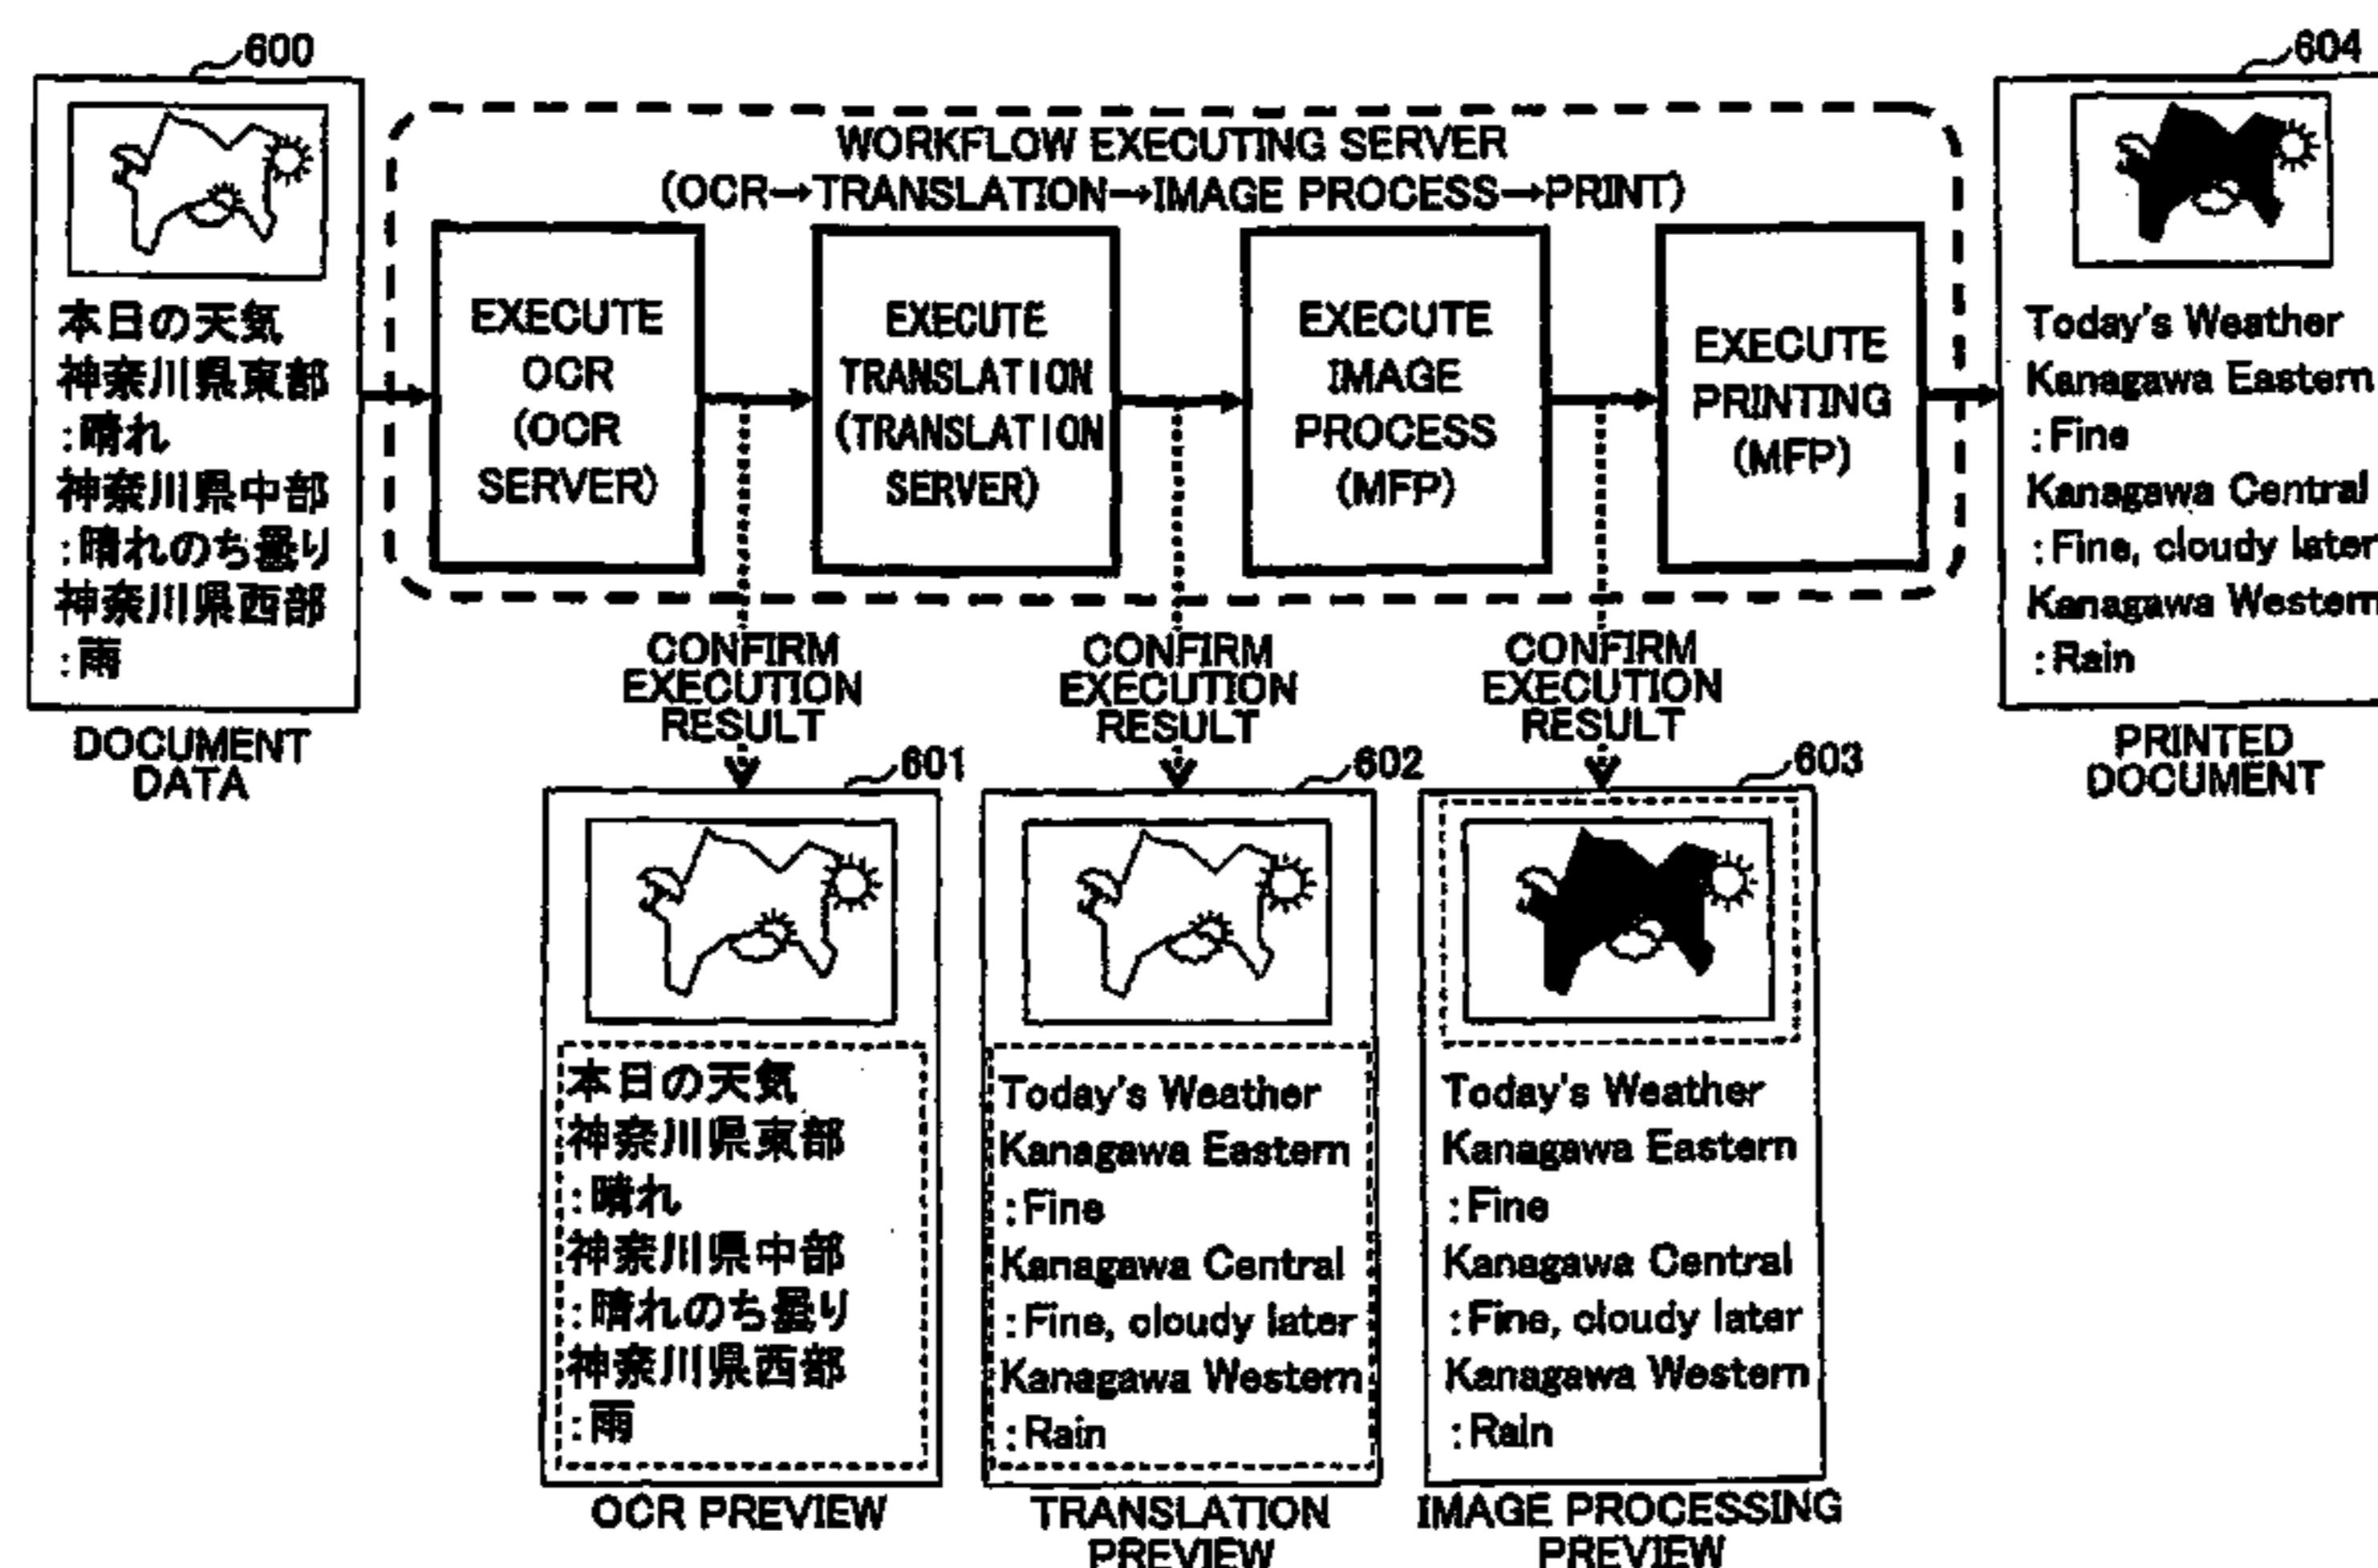 600
本日の天気
神奈川県東部
:晴れ
神奈川県中部
:晴れのち曇り
神奈川県西部
:雨
DOCUMENT
DATA
WORKFLOW EXECUTING SERVER
(OCR→TRANSLATION→IMAGE PROCESS→PRINT)
EXECUTE
OCR
(OCR
SERVER)
EXECUTE
TRANSLATION
(TRANSLATION
SERVER)
EXECUTE
IMAGE
PROCESS
(MFP)
EXECUTE
PRINTING
(MFP)
604
Today's Weather
Kanagawa Eastern
:Fine
Kanagawa Central
:Fine, cloudy later
Kanagawa Western
:Rain
PRINTED
DOCUMENT
CONFIRM
EXECUTION
RESULT
CONFIRM
EXECUTION
RESULT
CONFIRM
EXECUTION
RESULT
601
本日の天気
神奈川県東部
:晴れ
神奈川県中部
:晴れのち曇り
神奈川県西部
:雨
OCR PREVIEW
602
Today's Weather
Kanagawa Eastern
:Fine
Kanagawa Central
:Fine, cloudy later
Kanagawa Western
:Rain
TRANSLATION
PREVIEW
603
Today's Weather
Kanagawa Eastern
:Fine
Kanagawa Central
:Fine, cloudy later
Kanagawa Western
:Rain
IMAGE PROCESSING
PREVIEW